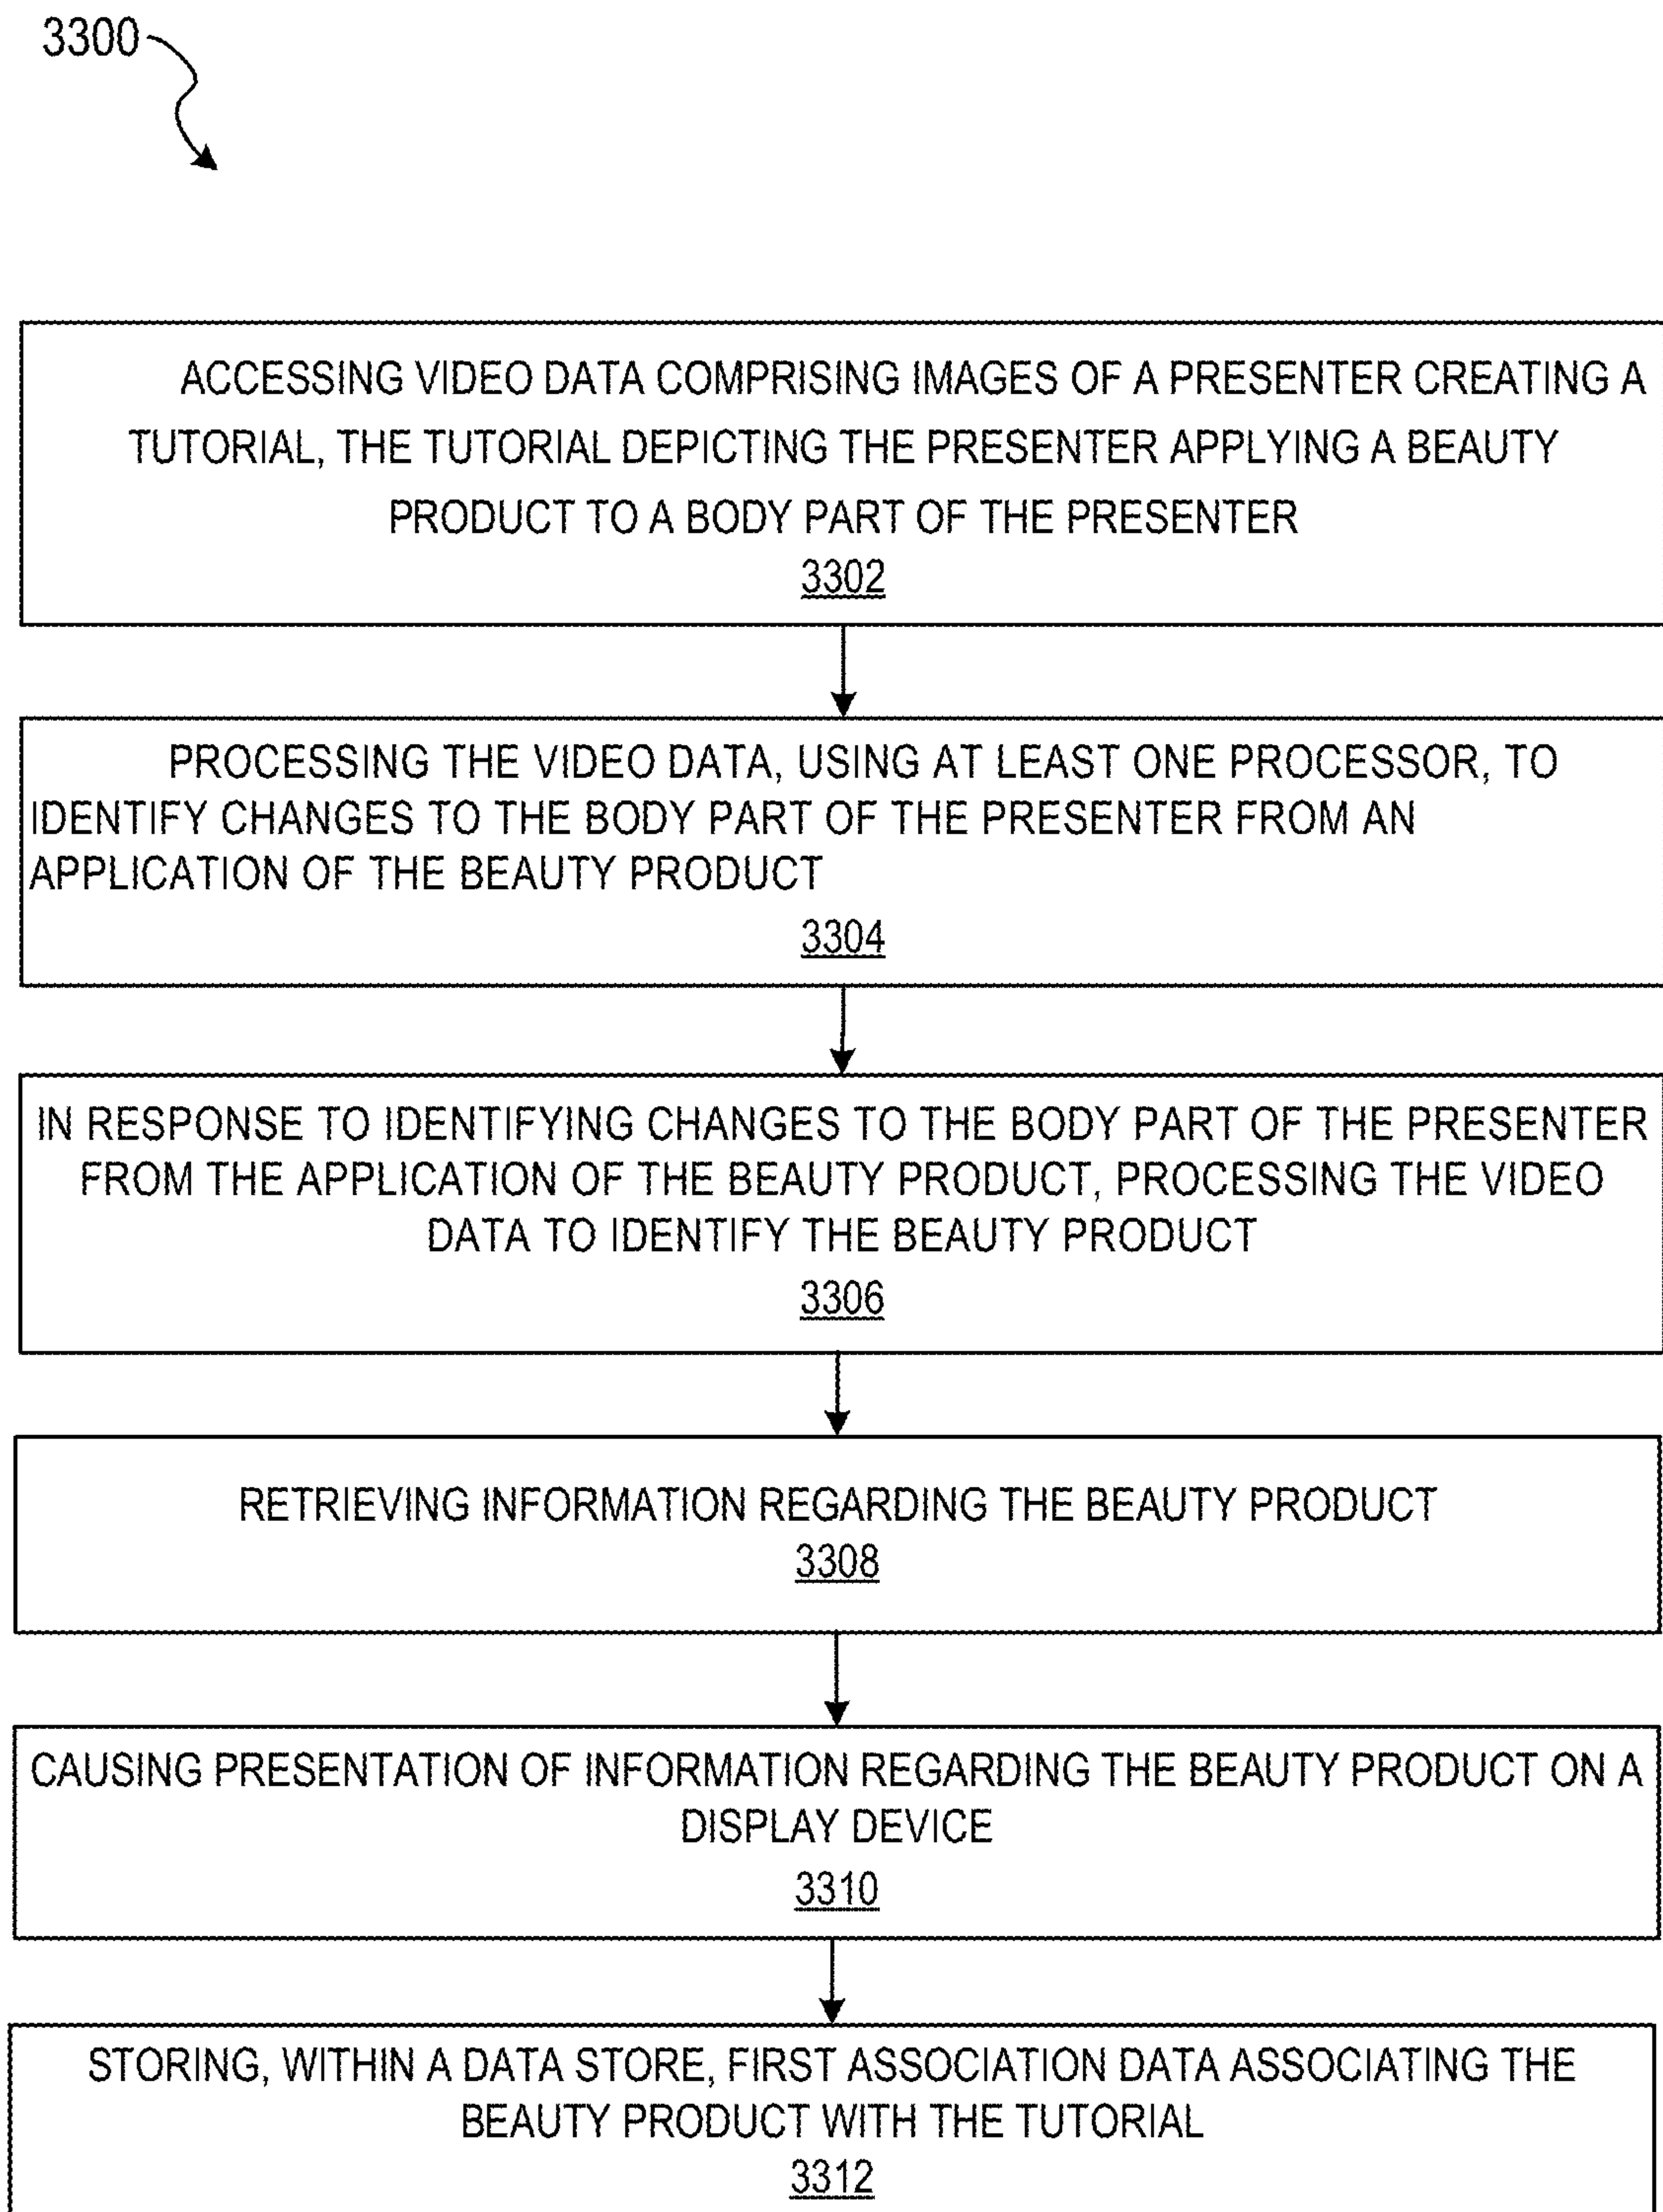 3300
ACCESSING VIDEO DATA COMPRISING IMAGES OF A PRESENTER CREATING A
TUTORIAL, THE TUTORIAL DEPICTING THE PRESENTER APPLYING A BEAUTY
PRODUCT TO A BODY PART OF THE PRESENTER
3302
PROCESSING THE VIDEO DATA, USING AT LEAST ONE PROCESSOR, TO
IDENTIFY CHANGES TO THE BODY PART OF THE PRESENTER FROM AN
APPLICATION OF THE BEAUTY PRODUCT
3304
IN RESPONSE TO IDENTIFYING CHANGES TO THE BODY PART OF THE PRESENTER
FROM THE APPLICATION OF THE BEAUTY PRODUCT, PROCESSING THE VIDEO
DATA TO IDENTIFY THE BEAUTY PRODUCT
3306
RETRIEVING INFORMATION REGARDING THE BEAUTY PRODUCT
3308
CAUSING PRESENTATION OF INFORMATION REGARDING THE BEAUTY PRODUCT ON A
DISPLAY DEVICE
3310
STORING, WITHIN A DATA STORE, FIRST ASSOCIATION DATA ASSOCIATING THE
BEAUTY PRODUCT WITH THE TUTORIAL
3312